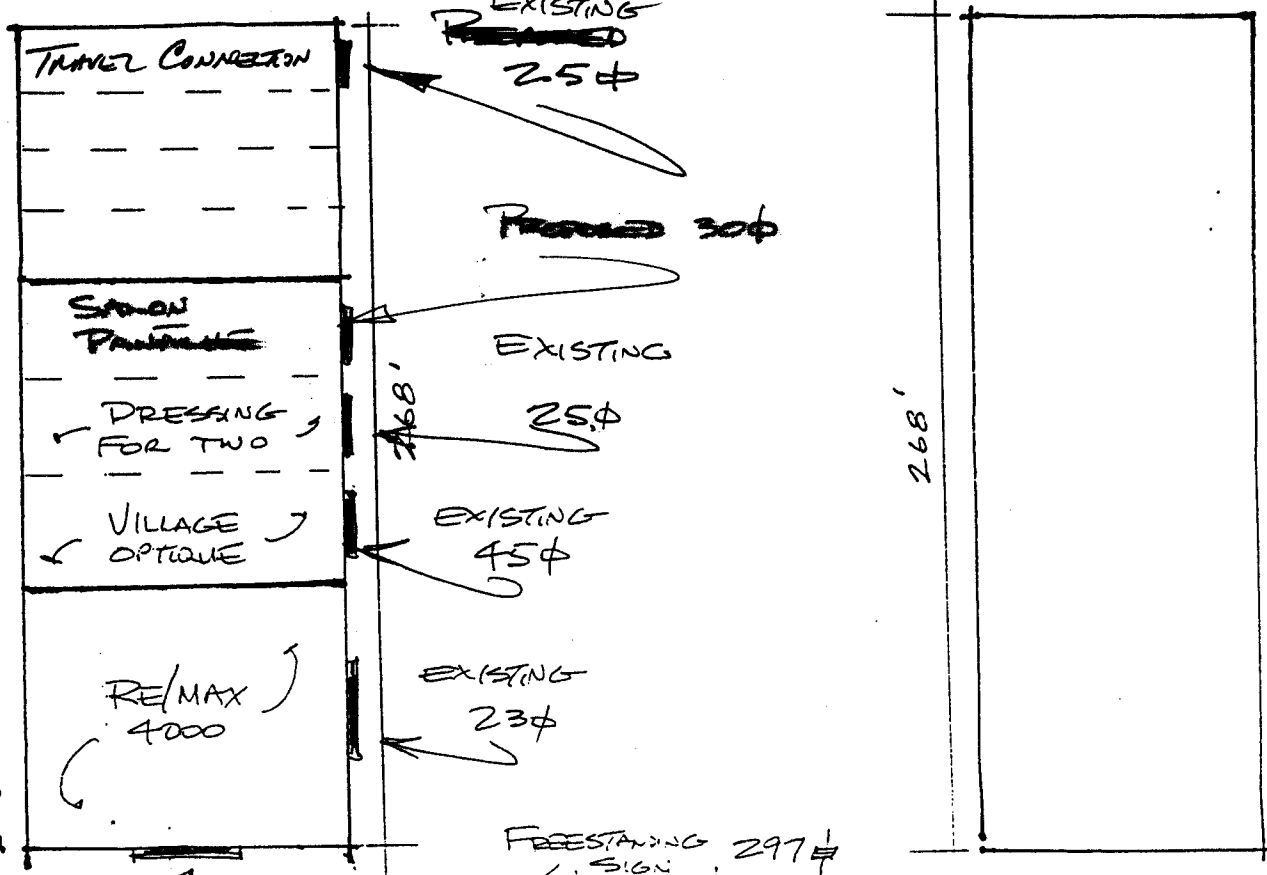 EXISTING
25⏍
TRAVEL CONNECTION
PROPOSED 30⏍
SALON
EXISTING
25⏍
268'
268'
DRESSING
FOR TWO
VILLAGE
OPTIQUE
EXISTING
45⏍
RE/MAX
4000
EXISTING
23⏍
FREESTANDING
SIGN
297⏍